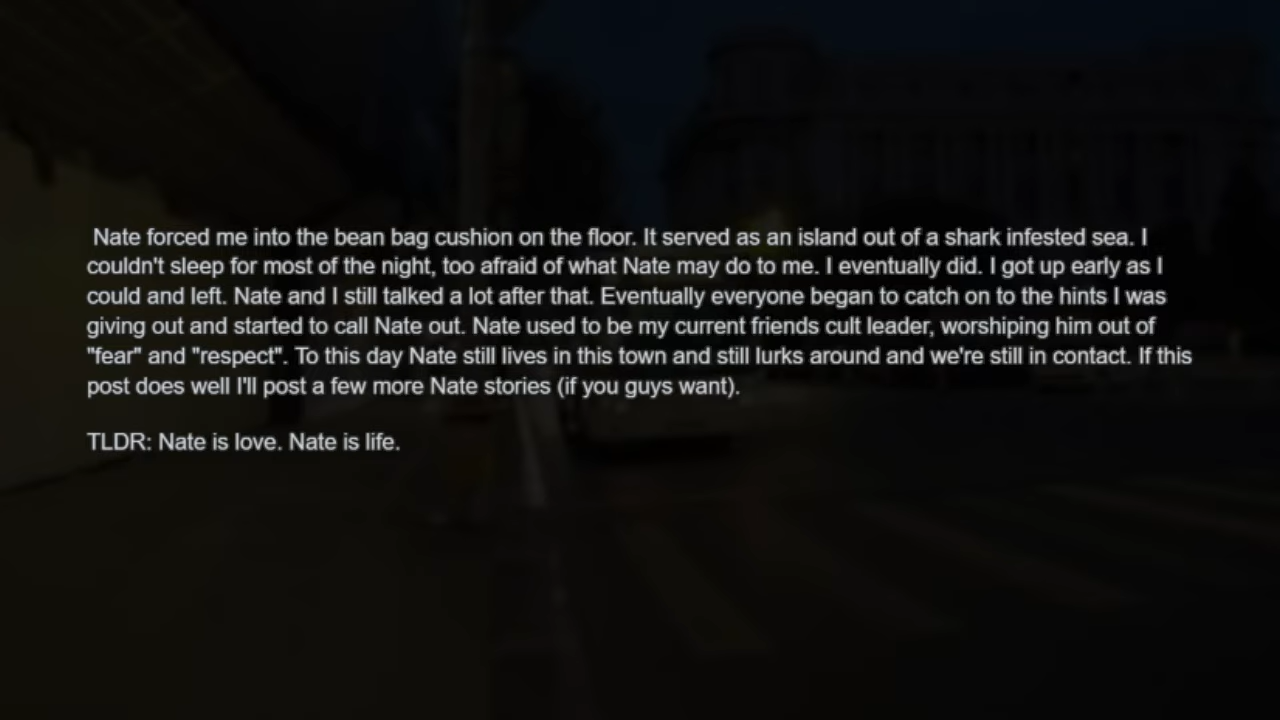 Nate forced me into the bean bag cushion on the floor. It served as an island out of a shark infested sea. I
couldn't sleep for most of the night, too afraid of what Nate may do to me. I eventually did. I got up early as I
could and left. Nate and I still talked a lot after that. Eventually everyone began to catch on to the hints I was
giving out and started to call Nate out. Nate used to be my current friends cult leader, worshiping him out of
"fear" and "respect". To this day Nate still lives in this town and still lurks around and we're still in contact. If this
post does well I'll post a few more Nate stories (if you guys want).
TLDR: Nate is love. Nate is life.